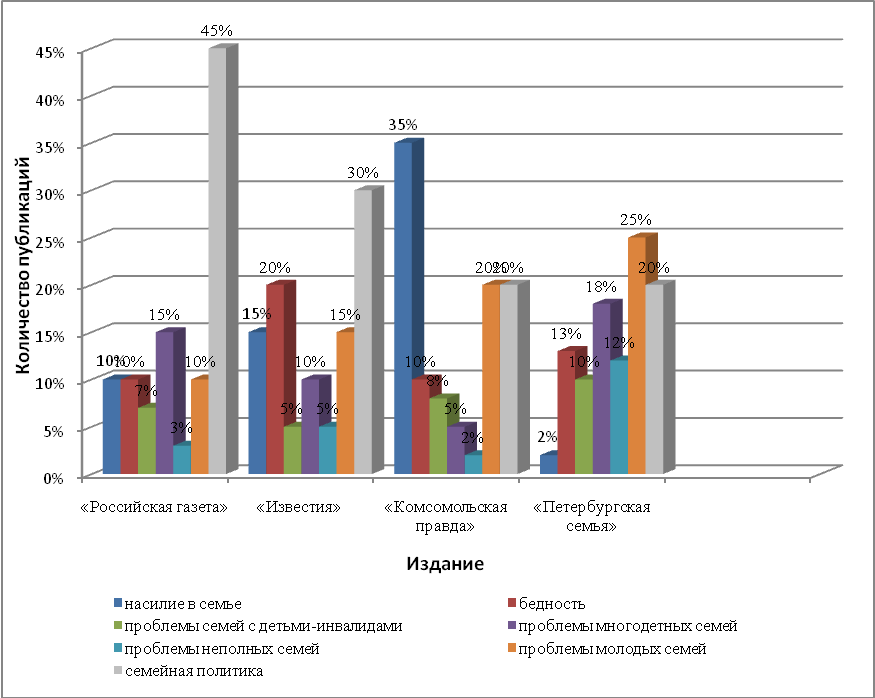 45%
45%
40%
35%
35%
30%
30%
25%
25%
20%
20%
20%
20%
20%
18%
15%
15%
15%
15%
13%
12%
10%
10%
10%
10%
10%
10%
10%
8%
7%
5%
5%
5%
5%
3%
2%
2%
0%
Количество публикаций
«Российская газета»
«Известия»
«Комсомольская
правда»
«Петербургская
семья»
Издание
насилие в семье
бедность
проблемы семей с детьми-инвалидами
проблемы многодетных семей
проблемы неполных семей
проблемы молодых семей
семейная политика